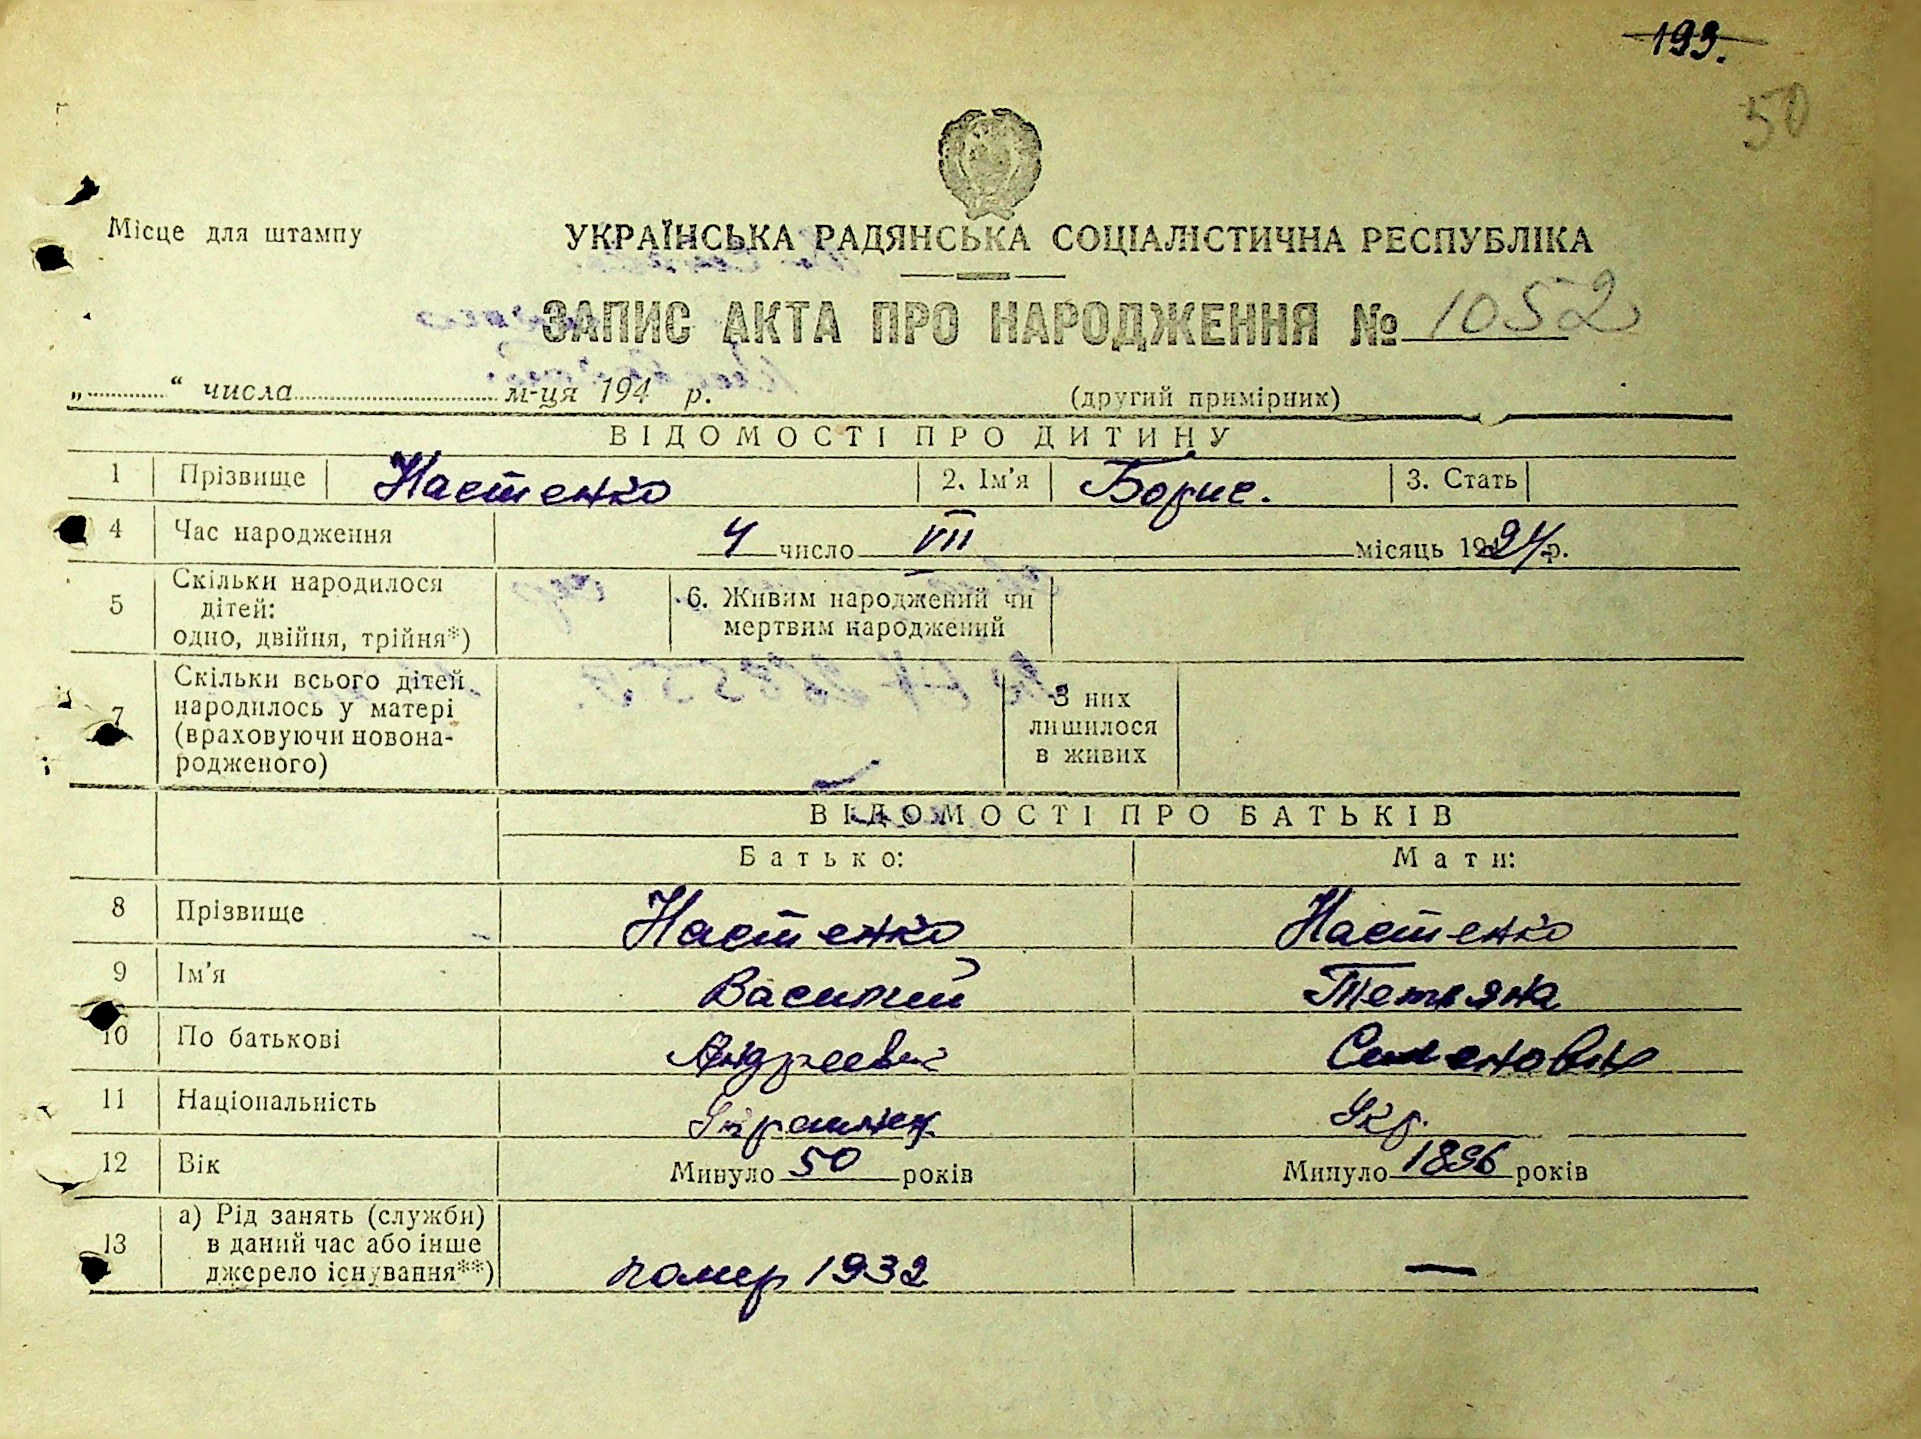 193.
50
Місце для штампу
УКРАЇНСЬКА РАДЯНСЬКА СОЦІАЛІСТИЧНА РЕСПУБЛІКА
ЗАПИС АКТА ПРО НАРОДЖЕННЯ № 1052
„ “ числа м-ця 194 р. (другий примірник)
ВІДОМОСТІ ПРО ДИТИНУ
1 Прізвище Настенко 2. Ім’я Борис. 3. Стать
4 Час народження 4 число VII місяць 1924 р.
5 Скільки народилося дітей: одно, двійня, трійня*) 6. Живим народжений чи мертвим народжений
7 Скільки всього дітей народилось у матері (враховуючи новонародженого) З них лишилося в живих
ВІДОМОСТІ ПРО БАТЬКІВ
Батько: Мати:
8 Прізвище Настенко Настенко
9 Ім’я Василий Тетяна
10 По батькові Андреевич Семеновн
11 Національність Украинец Укр.
12 Вік Минуло 50 років Минуло 1896 років
13 а) Рід занять (служби) в даний час або інше джерело існування**) помер 1932 —